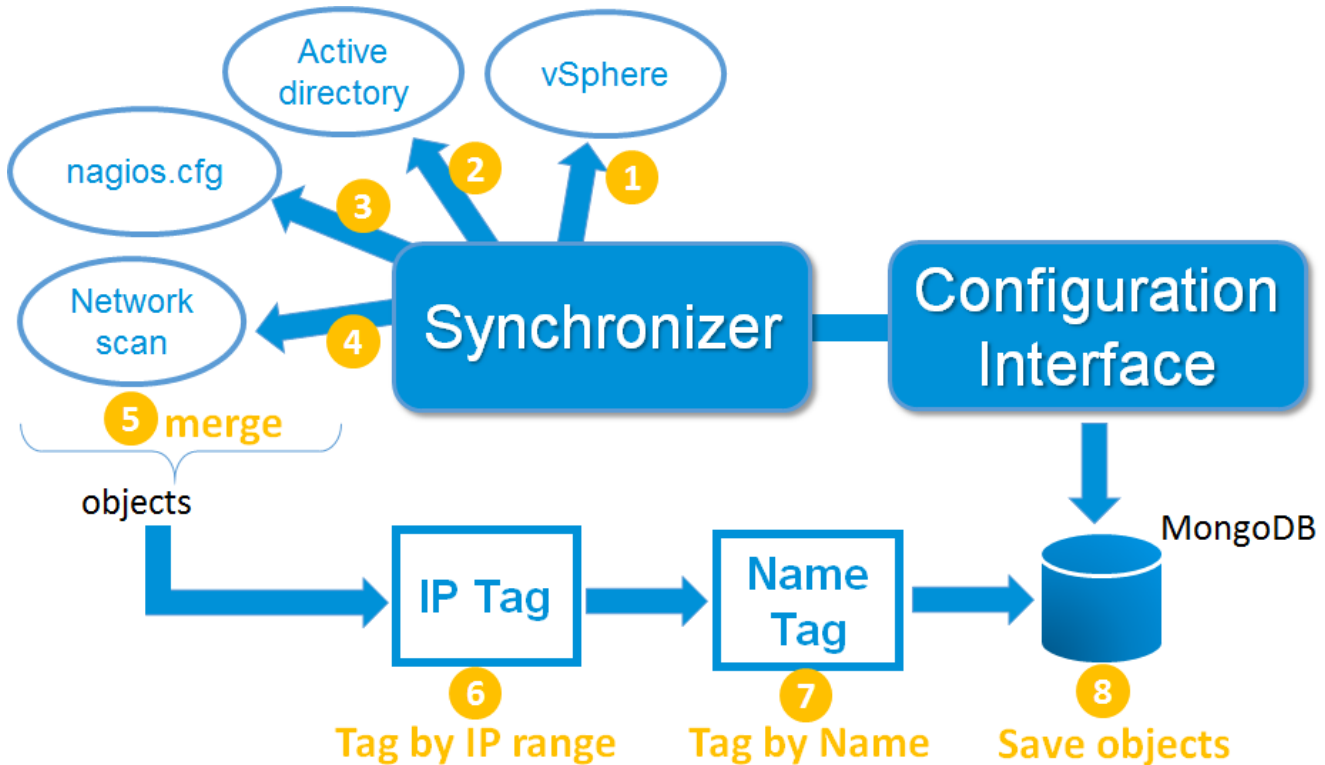 Active
directory
vSphere
nagios.cfg
2
1
3
Network
scan
4
Synchronizer
Configuration
Interface
5 merge
objects
MongoDB
IP Tag
Name
Tag
6
7
8
Tag by IP range
Tag by Name
Save objects